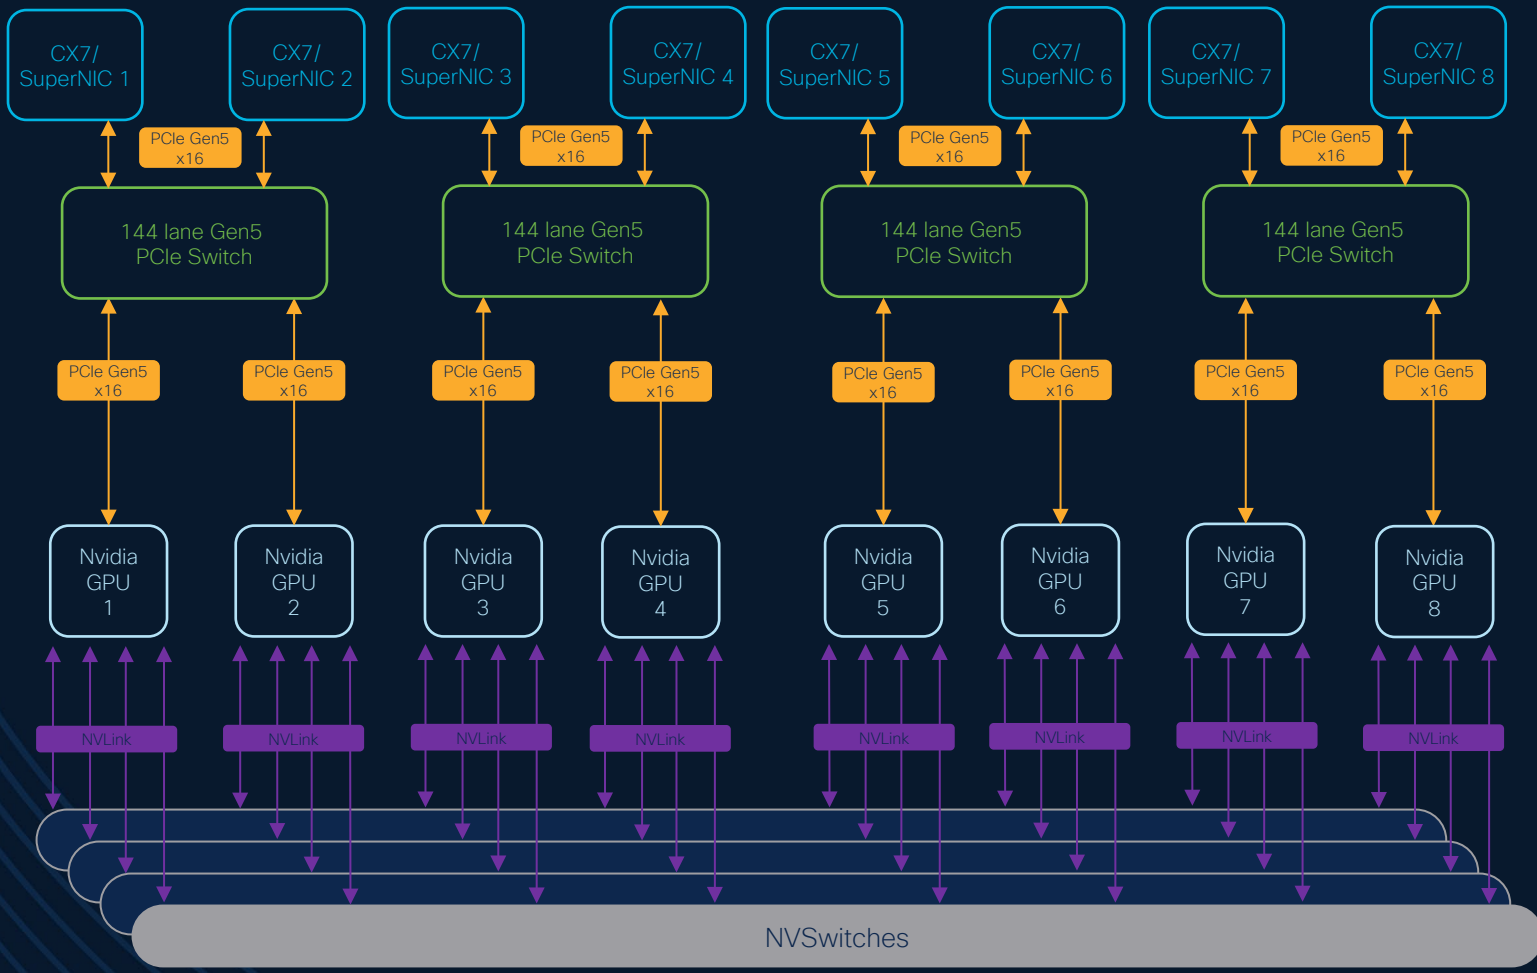 CX7/
SuperNIC 1
CX7/
SuperNIC 2
CX7/
SuperNIC 3
CX7/
SuperNIC 4
CX7/
SuperNIC 5
CX7/
SuperNIC 6
CX7/
SuperNIC 7
CX7/
SuperNIC 8
PCIe Gen5
x16
PCIe Gen5
x16
PCIe Gen5
x16
PCIe Gen5
x16
144 lane Gen5
PCIe Switch
144 lane Gen5
PCIe Switch
144 lane Gen5
PCIe Switch
144 lane Gen5
PCIe Switch
PCIe Gen5
x16
PCIe Gen5
x16
PCIe Gen5
x16
PCIe Gen5
x16
PCIe Gen5
x16
PCIe Gen5
x16
PCIe Gen5
x16
PCIe Gen5
x16
Nvidia
GPU
1
Nvidia
GPU
2
Nvidia
GPU
3
Nvidia
GPU
4
Nvidia
GPU
5
Nvidia
GPU
6
Nvidia
GPU
7
Nvidia
GPU
8
NVLink
NVLink
NVLink
NVLink
NVLink
NVLink
NVLink
NVLink
NVSwitches